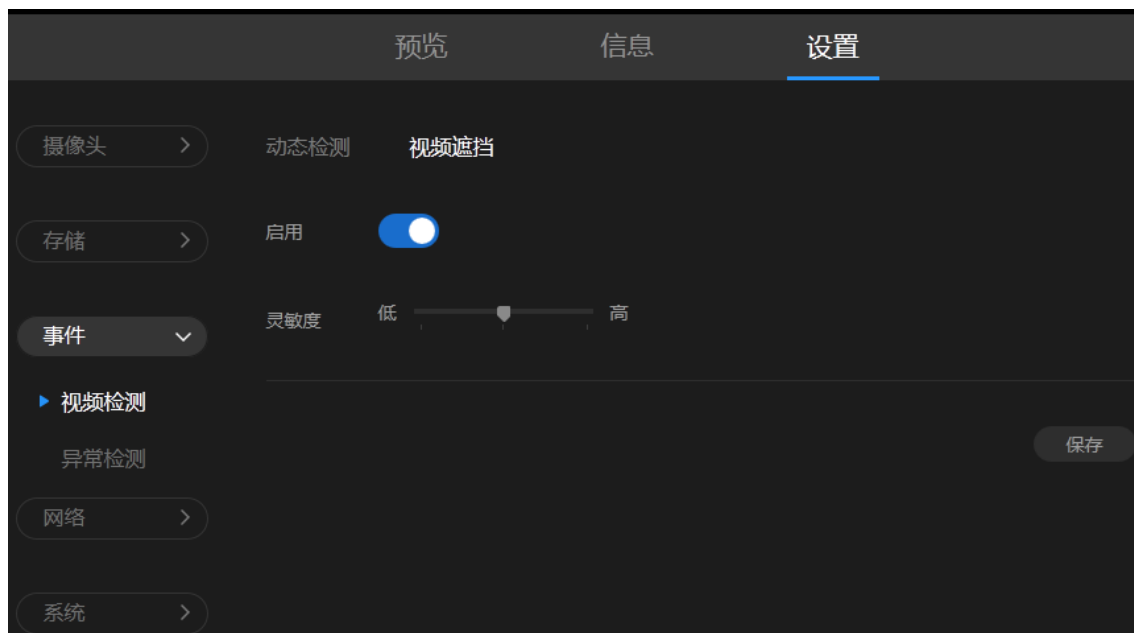 预览 信息 设置
摄像头 动态检测 视频遮挡
存储 启用
事件 灵敏度 低 高
视频检测
保存
异常检测
网络
系统